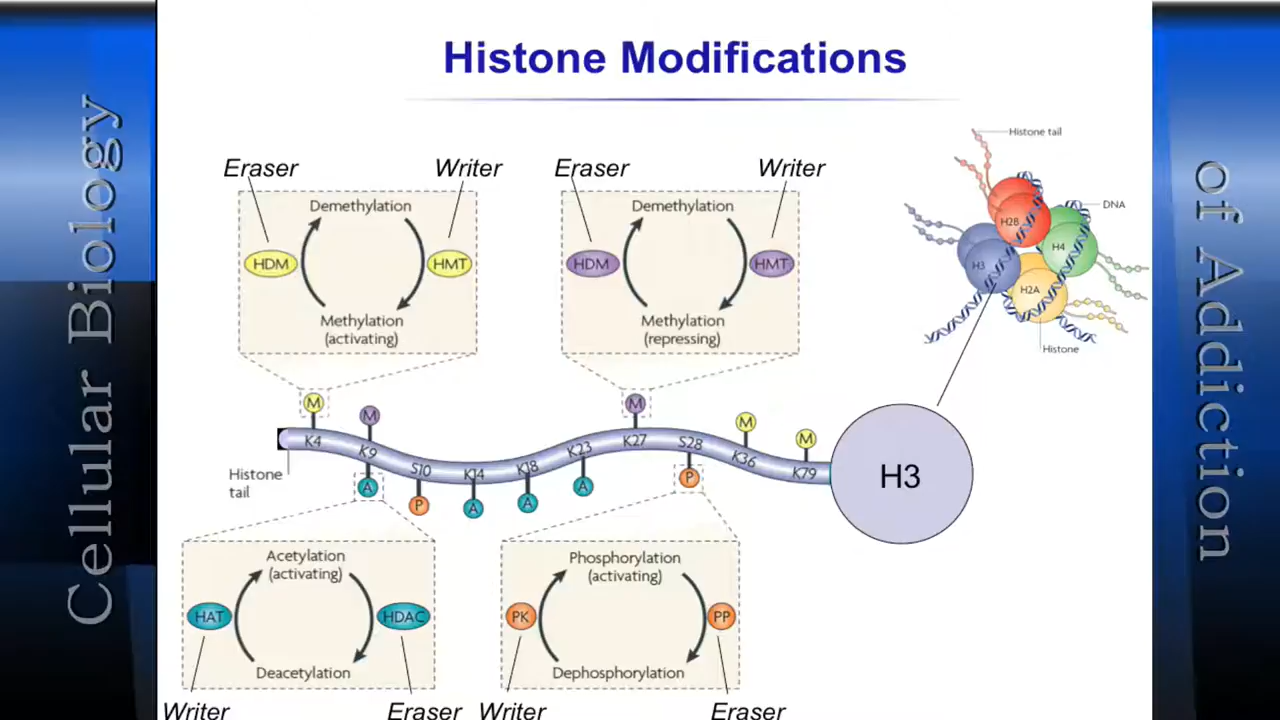 Histone Modifications
Cellular Biology
of Addiction
Eraser
Writer
Eraser
Writer
Demethylation
HDM
HMT
Methylation
(activating)
Demethylation
HDM
HMT
Methylation
(repressing)
Histone tail
DNA
H2B
H4
H3
H2A
Histone
M
M
M
M
M
K4
K9
S10
K14
K18
K23
K27
S28
K36
K79
H3
Histone
tail
A
P
A
A
A
P
Acetylation
(activating)
HAT
HDAC
Deacetylation
Phosphorylation
(activating)
PK
PP
Dephosphorylation
Writer
Eraser
Writer
Eraser